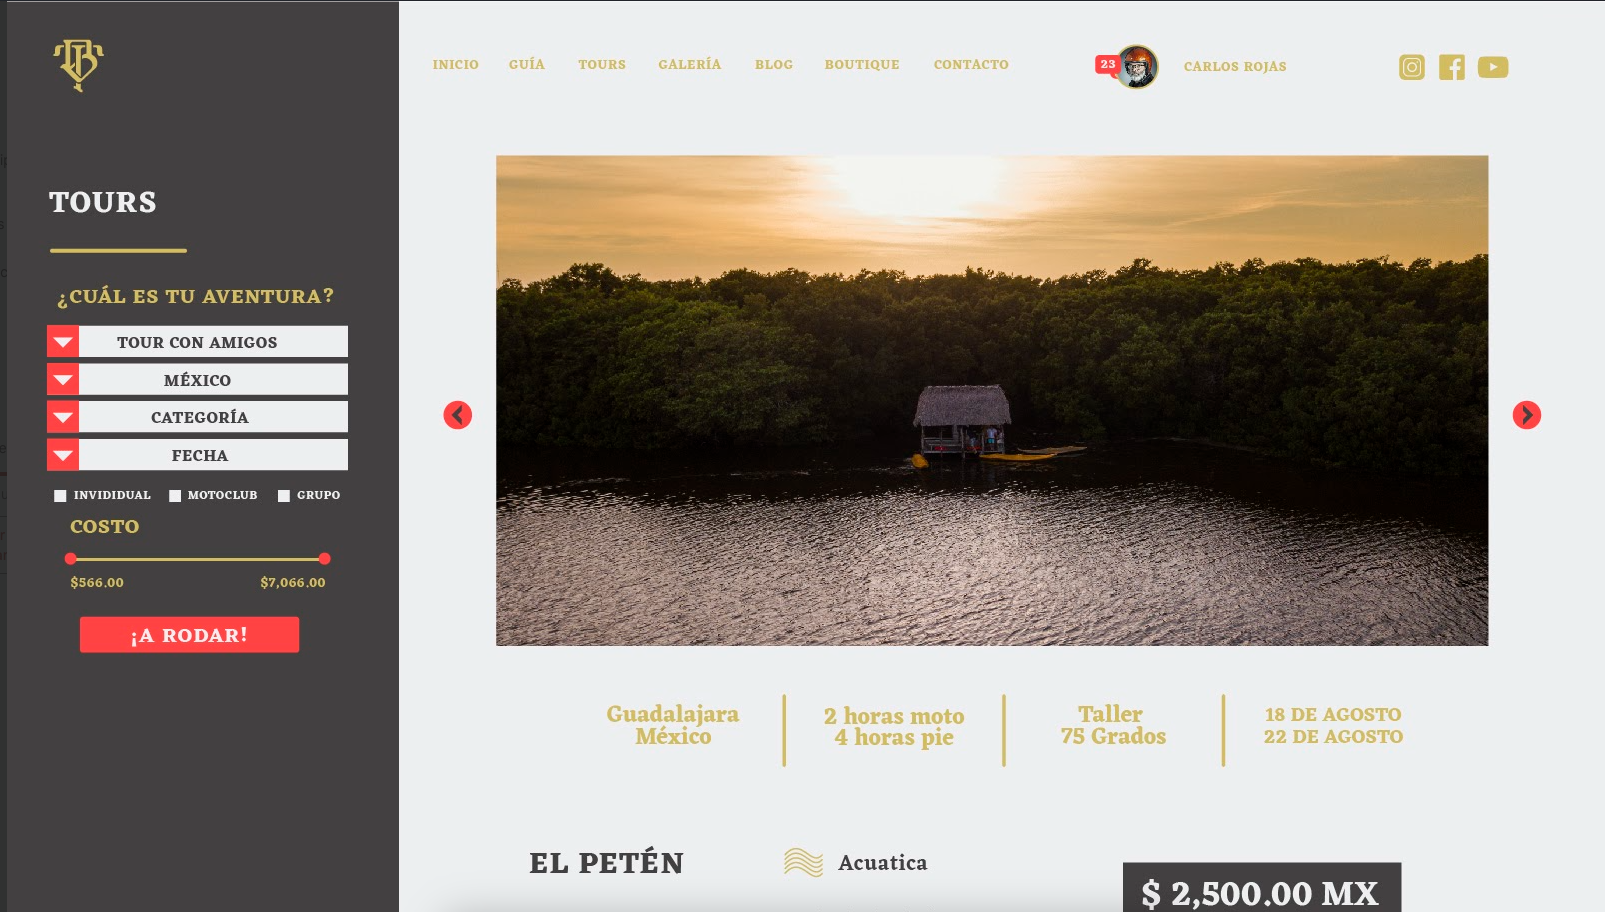 INICIO GUÍA TOURS GALERÍA BLOG BOUTIQUE CONTACTO
23
CARLOS ROJAS
TOURS
¿CUÁL ES TU AVENTURA?
TOUR CON AMIGOS
MÉXICO
CATEGORÍA
FECHA
INVIDIDUAL MOTOCLUB GRUPO
COSTO
$566.00 $7,066.00
¡A RODAR!
Guadalajara
México
2 horas moto
4 horas pie
Taller
75 Grados
18 DE AGOSTO
22 DE AGOSTO
EL PETÉN
Acuatica
$ 2,500.00 MX